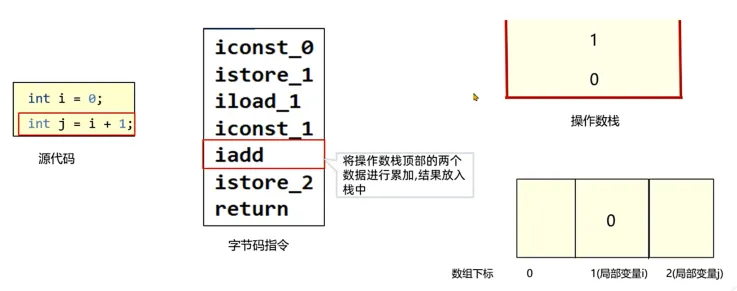 int i = 0;
int j = i + 1;
源代码
iconst_0
istore_1
iload_1
iconst_1
iadd
istore_2
return
字节码指令
将操作数栈顶部的两个
数据进行累加,结果放入
栈中
1
0
操作数栈
0
数组下标 0 1(局部变量i) 2(局部变量j)